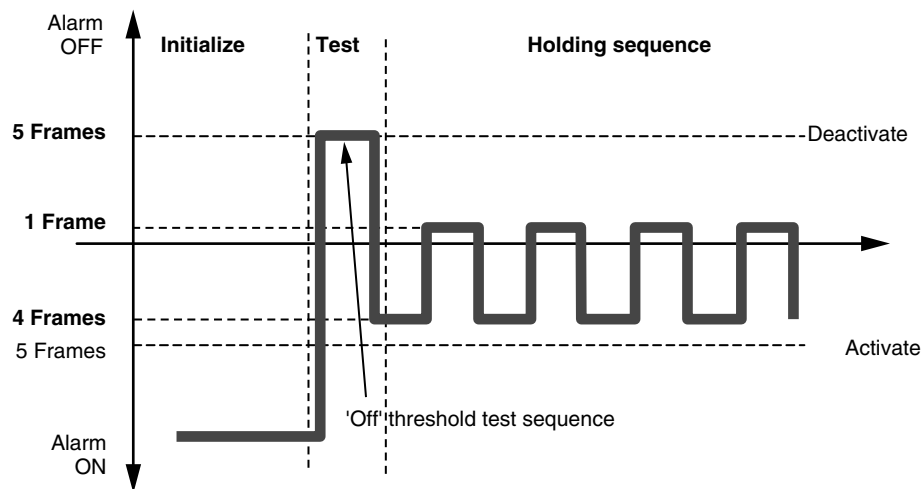 Alarm
OFF
Initialize
Test
Holding sequence
5 Frames
Deactivate
1 Frame
4 Frames
5 Frames
Activate
'Off' threshold test sequence
Alarm
ON